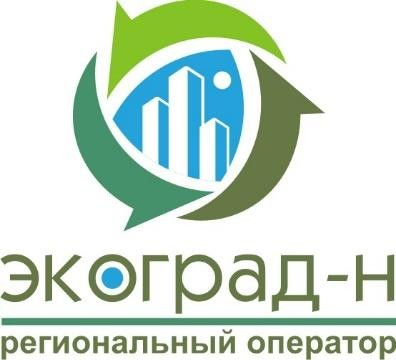 экоград-н
региональный оператор